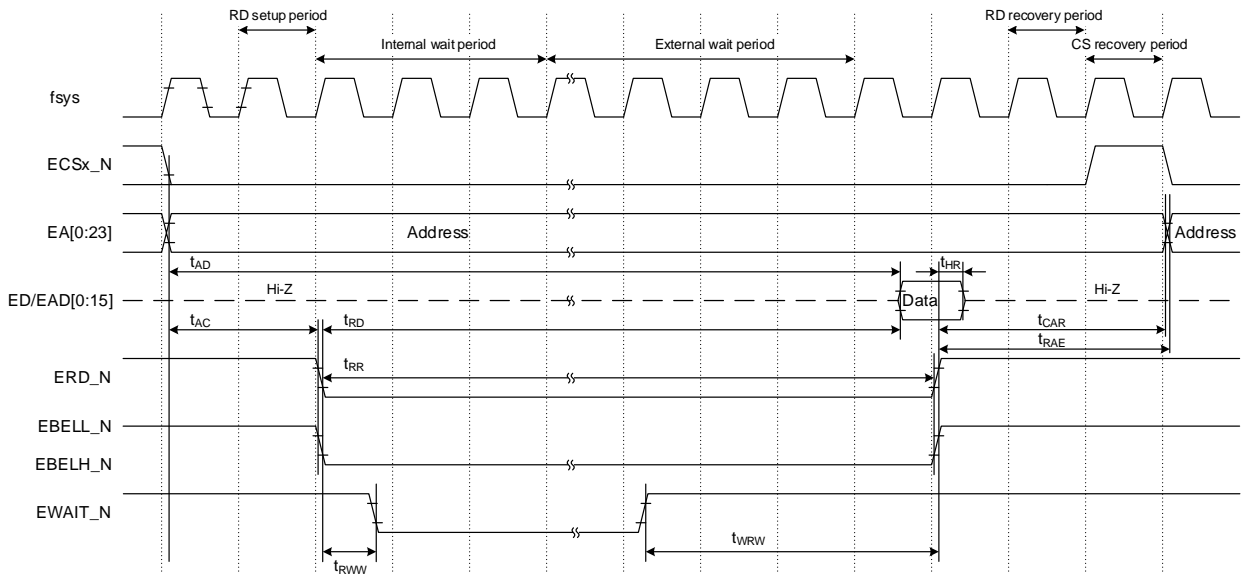 RD setup period
RD recovery period
Internal wait period
External wait period
CS recovery period
fsys
ECSx_N
EA[0:23]
Address
Address
tAD
tHR
ED/EAD[0:15]
Hi-Z
Data
Hi-Z
tAC
tRD
tCAR
tRAE
ERD_N
tRR
EBELL_N
EBELH_N
EWAIT_N
tRWW
tWRW